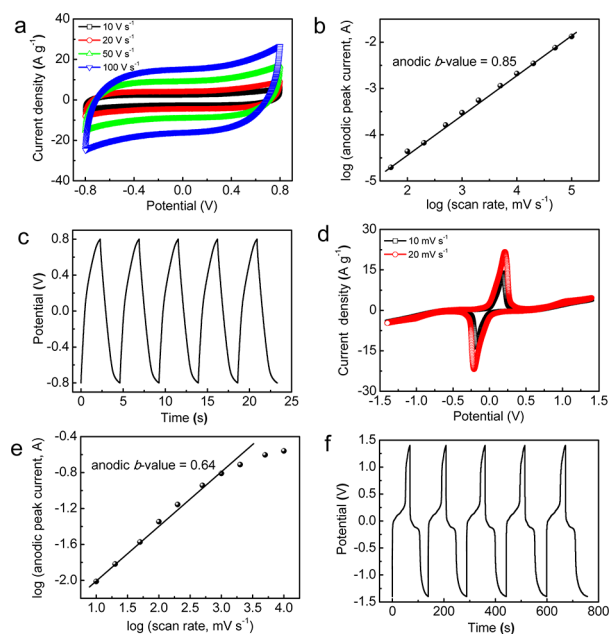 a
10 V s⁻¹
20 V s⁻¹
50 V s⁻¹
100 V s⁻¹
Current density (A g⁻¹)
40
20
0
-20
-40
-0.8 -0.4 0.0 0.4 0.8
Potential (V)
b
anodic b-value = 0.85
log (anodic peak current, A)
-2
-3
-4
-5
2 3 4 5
log (scan rate, mV s⁻¹)
c
Potential (V)
0.8
0.4
0.0
-0.4
-0.8
0 5 10 15 20 25
Time (s)
d
10 mV s⁻¹
20 mV s⁻¹
Current density (A g⁻¹)
30
15
0
-15
-30
-1.5 -1.0 -0.5 0.0 0.5 1.0 1.5
Potential (V)
e
anodic b-value = 0.64
log (anodic peak current, A)
-0.4
-0.8
-1.2
-1.6
-2.0
1.0 1.5 2.0 2.5 3.0 3.5 4.0
log (scan rate, mV s⁻¹)
f
Potential (V)
1.5
1.0
0.5
0.0
-0.5
-1.0
-1.5
0 200 400 600 800
Time (s)